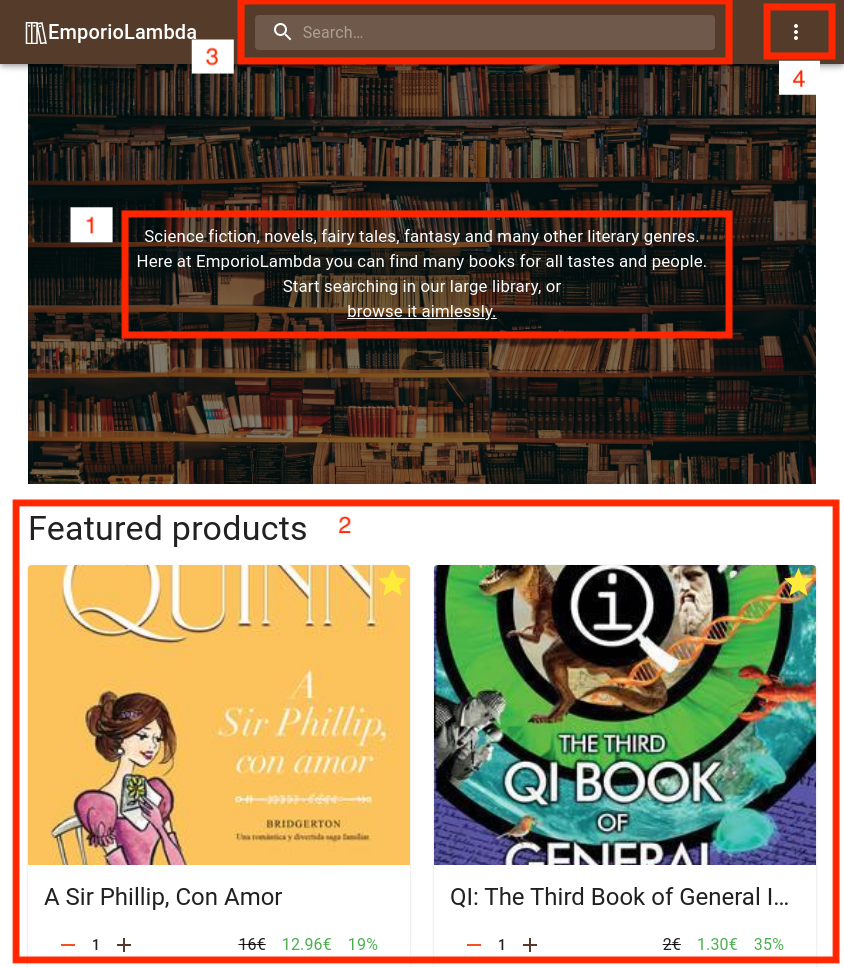 EmporioLambda
Search…
3
4
1
Science fiction, novels, fairy tales, fantasy and many other literary genres.
Here at EmporioLambda you can find many books for all tastes and people.
Start searching in our large library, or
browse it aimlessly.
Featured products
2
QUINN
A
Sir Phillip,
con amor
BRIDGERTON
Una romántica y divertida saga familiar.
i
THE THIRD
QI BOOK
OF
GENERAL
A Sir Phillip, Con Amor
QI: The Third Book of General I…
1
16€ 12.96€ 19%
1
2€ 1.30€ 35%